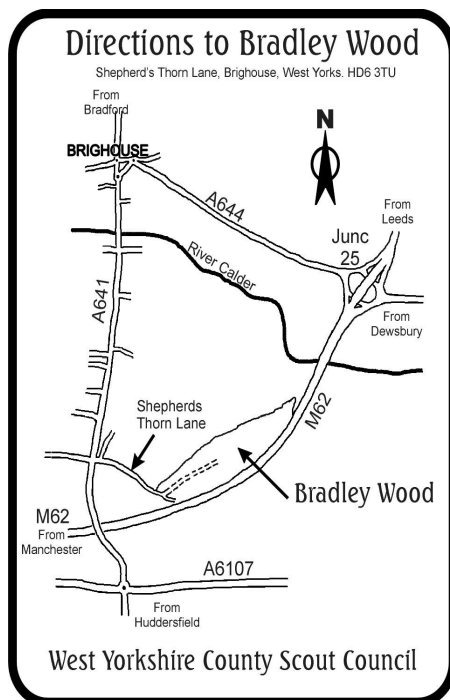 Directions to Bradley Wood
Shepherd's Thorn Lane, Brighouse, West Yorks. HD6 3TU
From
Bradford
BRIGHOUSE
N
A644
From
Leeds
Junc
25
River Calder
A641
From
Dewsbury
M62
Shepherds
Thorn Lane
Bradley Wood
M62
From
Manchester
A6107
From
Huddersfield
West Yorkshire County Scout Council